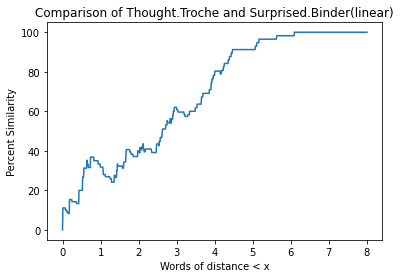 Comparison of Thought.Troche and Surprised.Binder(linear)
100
80
60
40
20
0
Percent Similarity
0 1 2 3 4 5 6 7 8
Words of distance < x